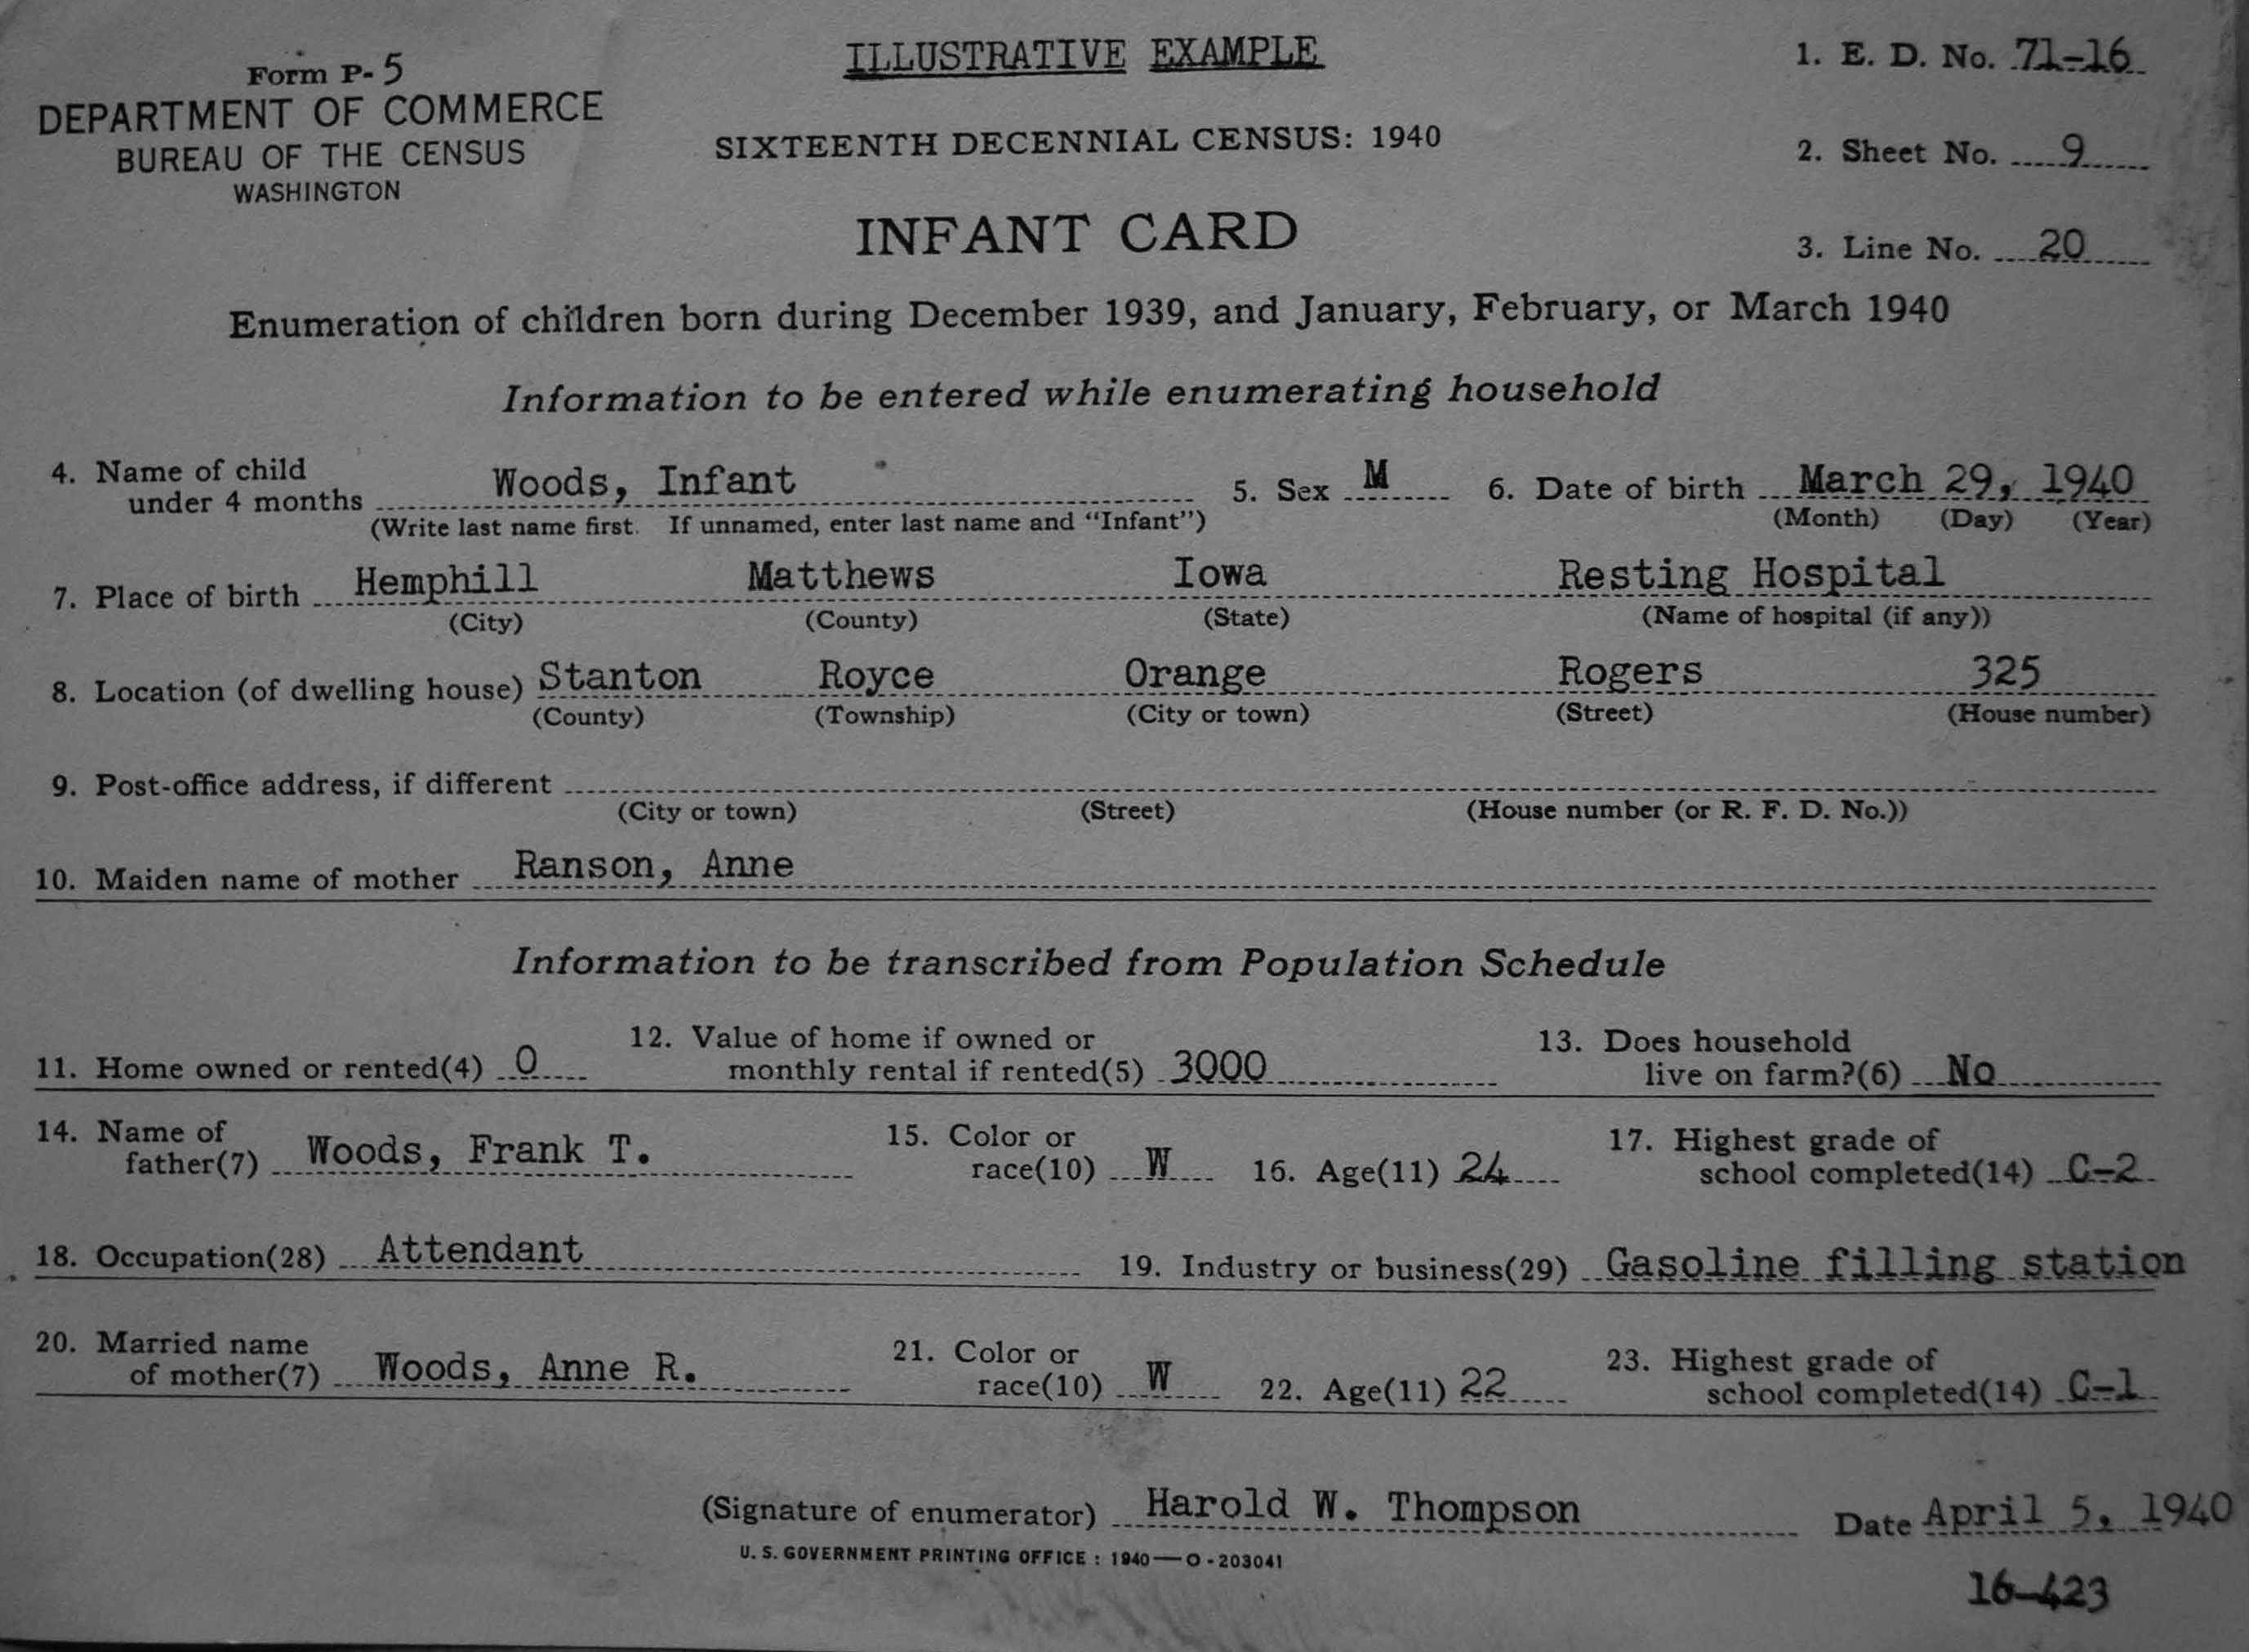 Form P- 5
DEPARTMENT OF COMMERCE
BUREAU OF THE CENSUS
WASHINGTON
ILLUSTRATIVE EXAMPLE
SIXTEENTH DECENNIAL CENSUS: 1940
INFANT CARD
1. E. D. No. 71-16
2. Sheet No. 9
3. Line No. 20
Enumeration of children born during December 1939, and January, February, or March 1940
Information to be entered while enumerating household
4. Name of child under 4 months Woods, Infant 5. Sex M 6. Date of birth March 29, 1940
(Write last name first. If unnamed, enter last name and “Infant”) (Month) (Day) (Year)
7. Place of birth Hemphill Matthews Iowa Resting Hospital
(City) (County) (State) (Name of hospital (if any))
8. Location (of dwelling house) Stanton Royce Orange Rogers 325
(County) (Township) (City or town) (Street) (House number)
9. Post-office address, if different
(City or town) (Street) (House number (or R. F. D. No.))
10. Maiden name of mother Ranson, Anne
Information to be transcribed from Population Schedule
11. Home owned or rented(4) O 12. Value of home if owned or monthly rental if rented(5) 3000 13. Does household live on farm?(6) No
14. Name of father(7) Woods, Frank T. 15. Color or race(10) W 16. Age(11) 24 17. Highest grade of school completed(14) C-2
18. Occupation(28) Attendant 19. Industry or business(29) Gasoline filling station
20. Married name of mother(7) Woods, Anne R. 21. Color or race(10) W 22. Age(11) 22 23. Highest grade of school completed(14) C-1
(Signature of enumerator) Harold W. Thompson Date April 5, 1940
U. S. GOVERNMENT PRINTING OFFICE : 1940—O-203041
16-423